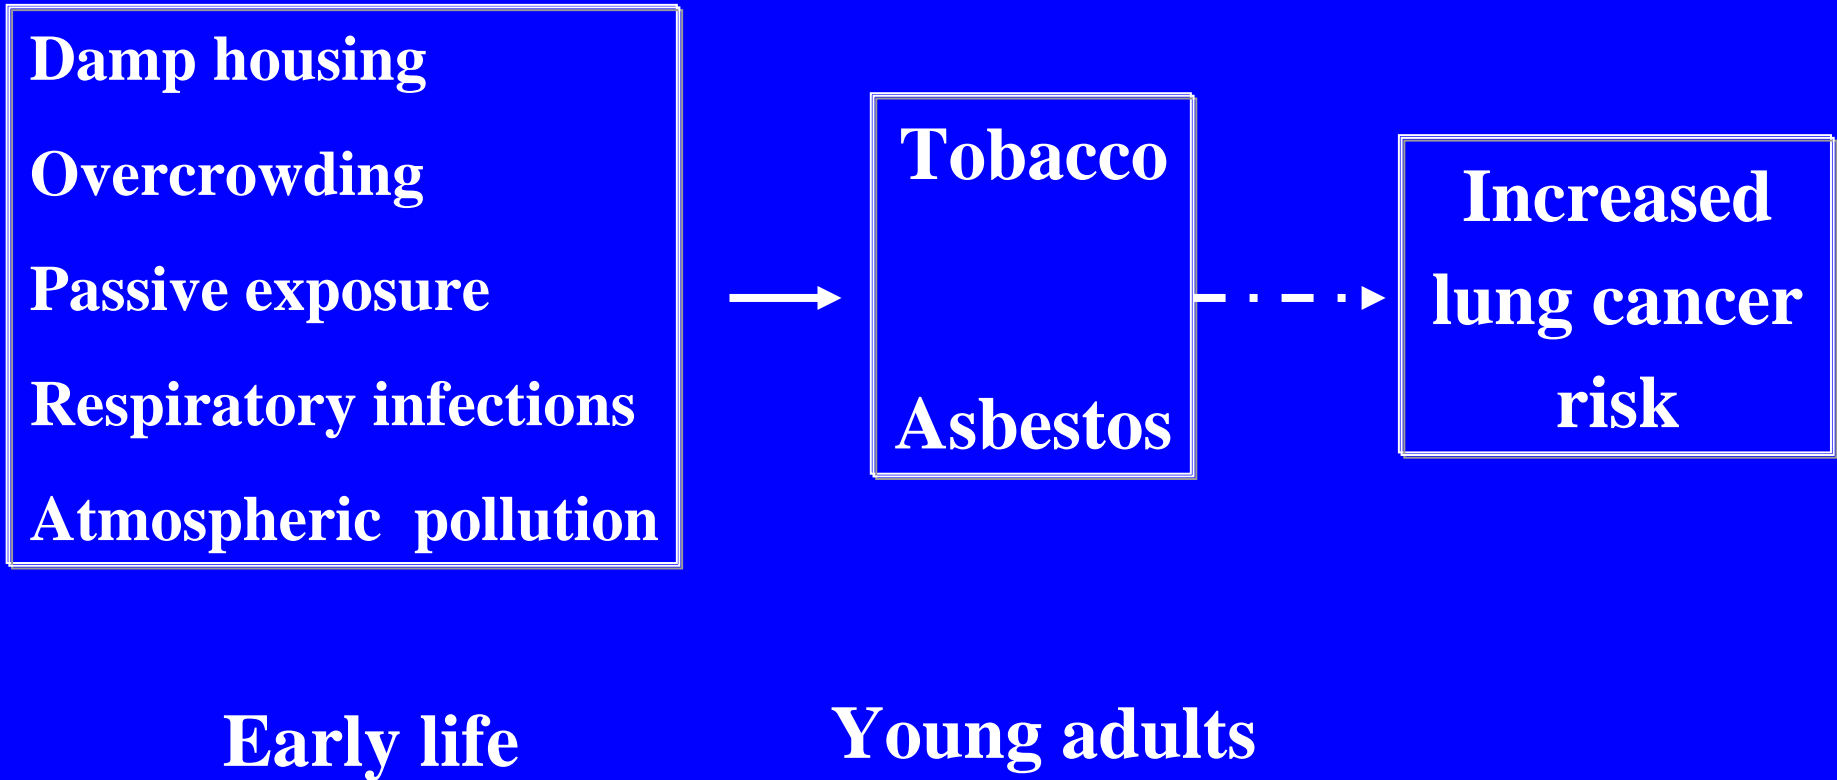 Damp housing
Overcrowding
Passive exposure
Respiratory infections
Atmospheric pollution
Tobacco
Asbestos
Increased
lung cancer
risk
Early life
Young adults